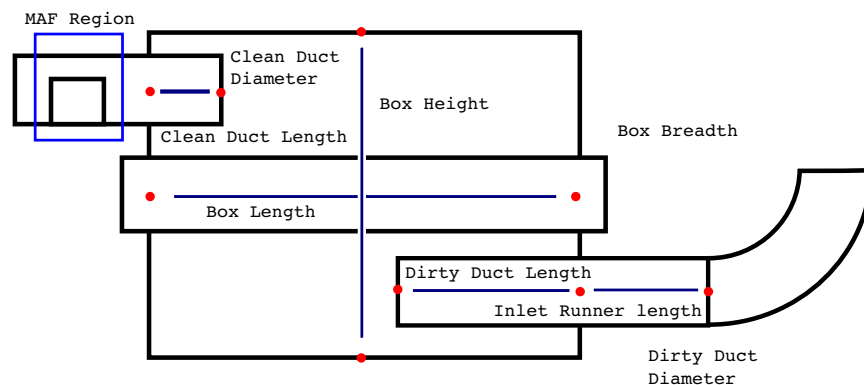 MAF Region
Clean Duct
Diameter
Box Height
Box Breadth
Clean Duct Length
Box Length
Dirty Duct Length
Inlet Runner length
Dirty Duct
Diameter